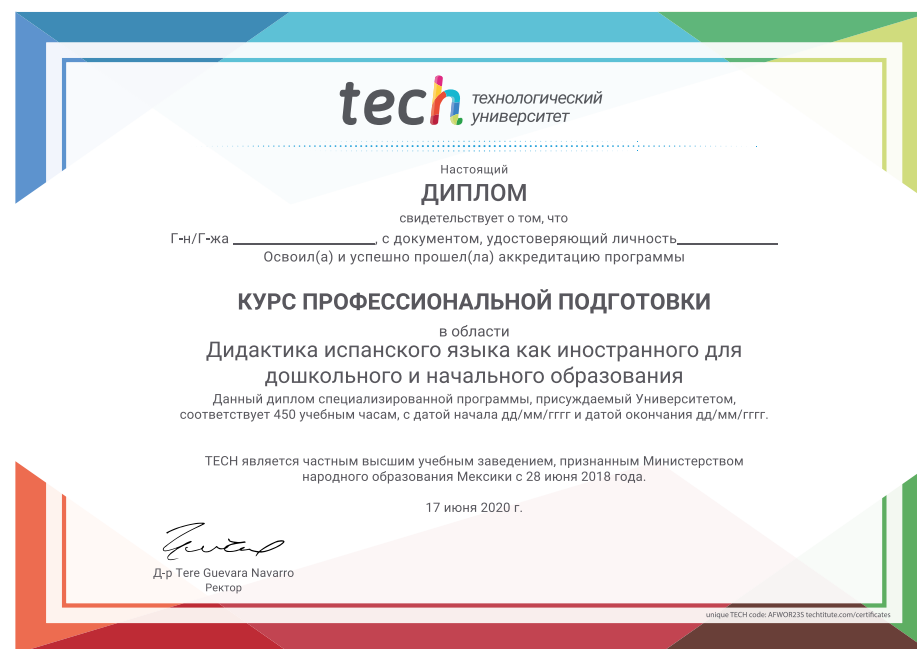 tech технологический
университет
Настоящий
ДИПЛОМ
свидетельствует о том, что
Г-н/Г-жа ____________________, с документом, удостоверяющий личность______________
Освоил(а) и успешно прошел(ла) аккредитацию программы
КУРС ПРОФЕССИОНАЛЬНОЙ ПОДГОТОВКИ
в области
Дидактика испанского языка как иностранного для
дошкольного и начального образования
Данный диплом специализированной программы, присуждаемый Университетом,
соответствует 450 учебным часам, с датой начала дд/мм/гггг и датой окончания дд/мм/гггг.
TECH является частным высшим учебным заведением, признанным Министерством
народного образования Мексики с 28 июня 2018 года.
17 июня 2020 г.
Д-р Tere Guevara Navarro
Ректор
unique TECH code: AFWOR23S techtitute.com/certificates